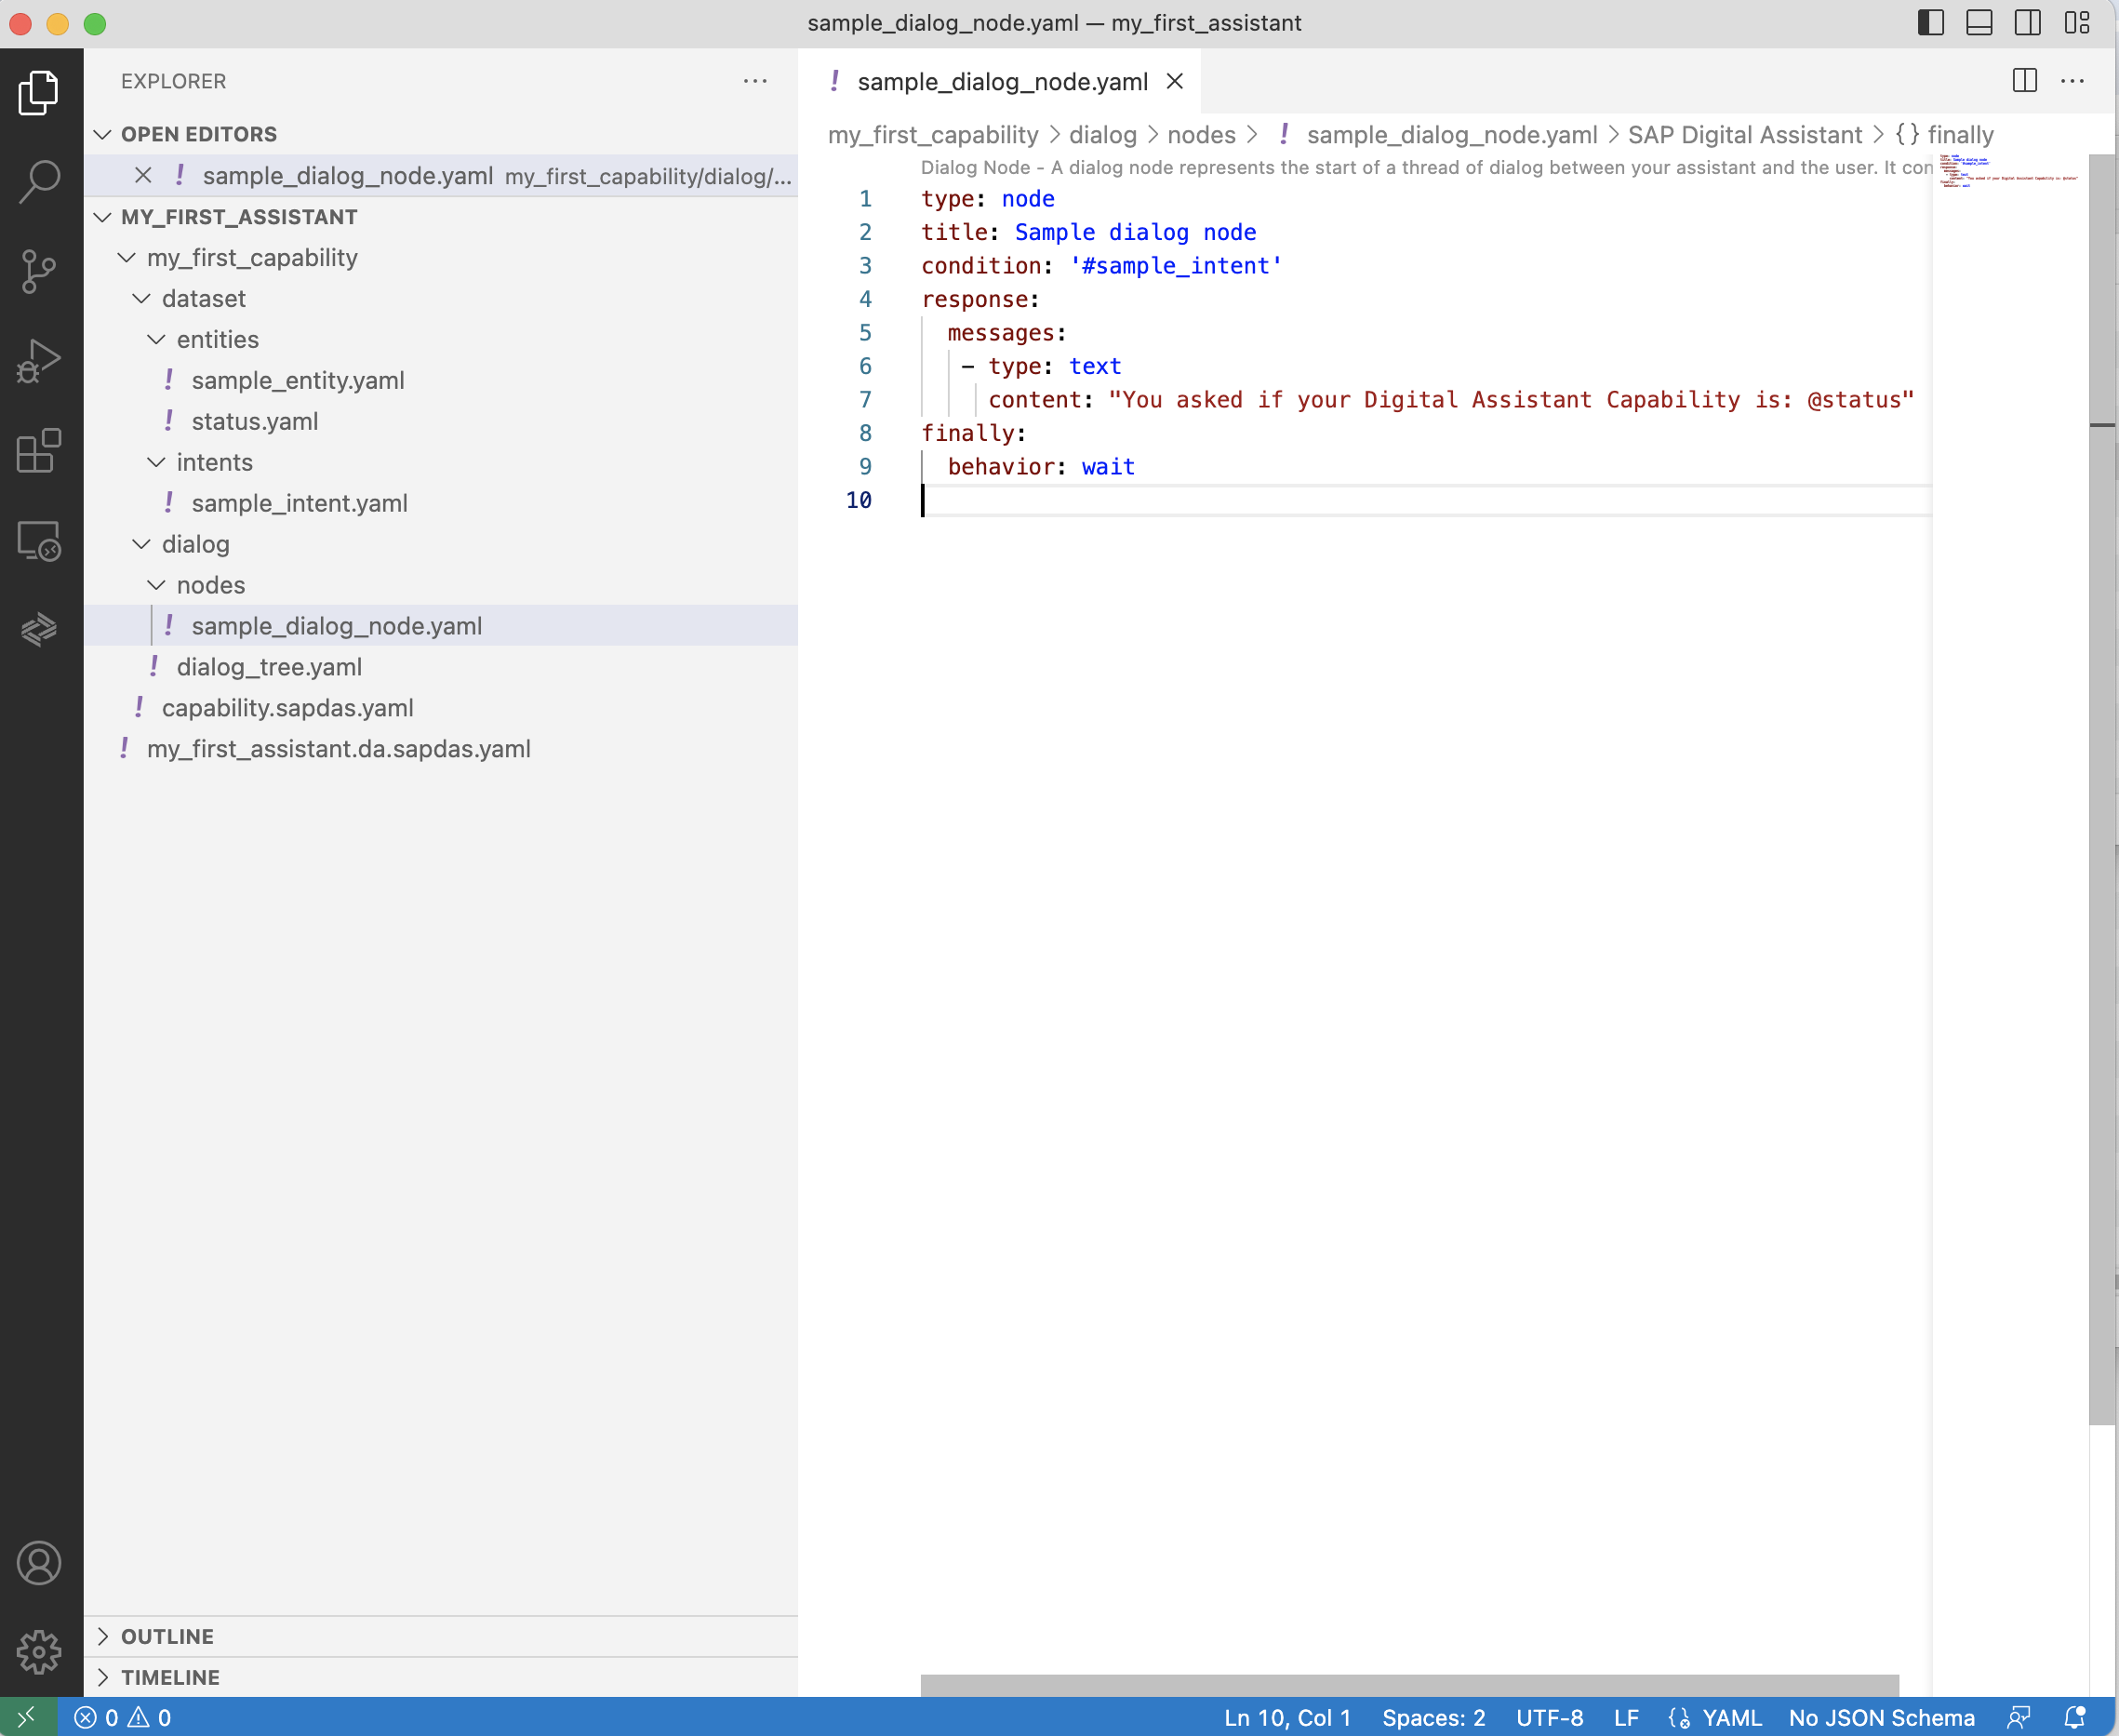 sample_dialog_node.yaml — my_first_assistant
EXPLORER
OPEN EDITORS
sample_dialog_node.yaml my_first_capability/dialog/...
MY_FIRST_ASSISTANT
my_first_capability
dataset
entities
! sample_entity.yaml
! status.yaml
intents
! sample_intent.yaml
dialog
nodes
! sample_dialog_node.yaml
! dialog_tree.yaml
! capability.sapdas.yaml
! my_first_assistant.da.sapdas.yaml
OUTLINE
TIMELINE
! sample_dialog_node.yaml
my_first_capability > dialog > nodes > ! sample_dialog_node.yaml > SAP Digital Assistant > {} finally
Dialog Node - A dialog node represents the start of a thread of dialog between your assistant and the user. It con
1 type: node
2 title: Sample dialog node
3 condition: '#sample_intent'
4 response:
5 messages:
6 - type: text
7 content: "You asked if your Digital Assistant Capability is: @status"
8 finally:
9 behavior: wait
10
0 0 Ln 10, Col 1 Spaces: 2 UTF-8 LF YAML No JSON Schema